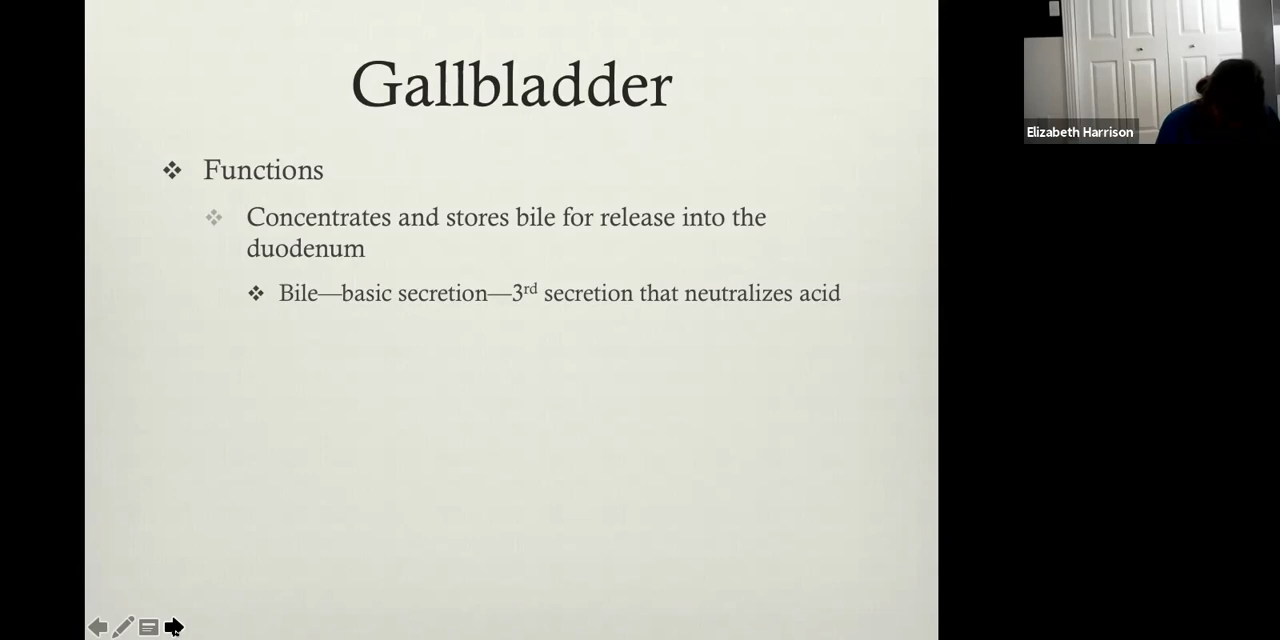 Gallbladder
Functions
Concentrates and stores bile for release into the
duodenum
Bile—basic secretion—3rd secretion that neutralizes acid
Elizabeth Harrison